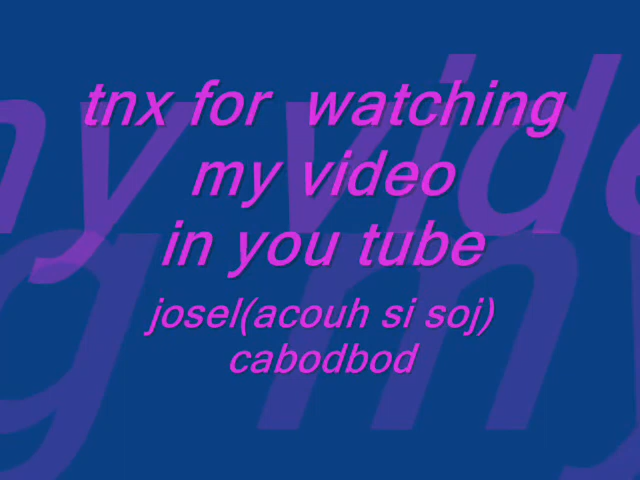 tnx for watching
my video
in you tube
josel(acouh si soj)
cabodbod